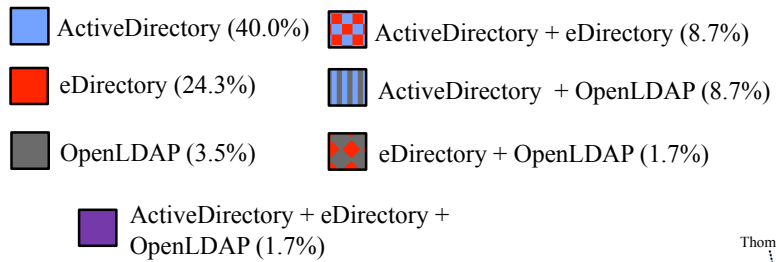 ActiveDirectory (40.0%)
ActiveDirectory + eDirectory (8.7%)
eDirectory (24.3%)
ActiveDirectory + OpenLDAP (8.7%)
OpenLDAP (3.5%)
eDirectory + OpenLDAP (1.7%)
ActiveDirectory + eDirectory +
OpenLDAP (1.7%)
Thom